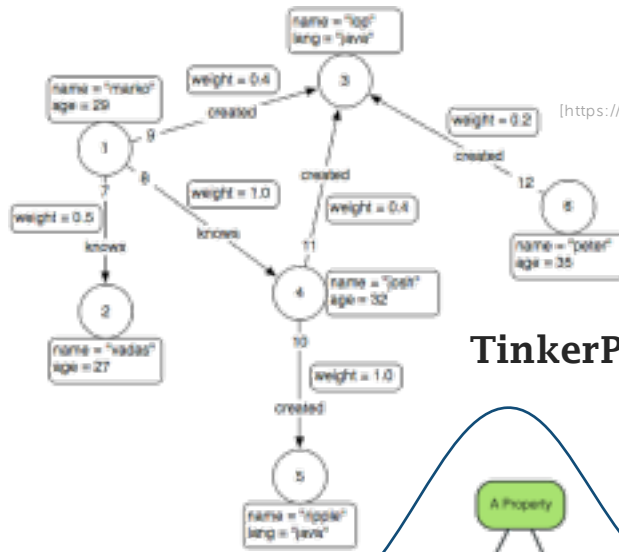 name = "lop"
lang = "java"
weight = 0.4
3
name = "marko"
age = 29
created
9
1
7
8
weight = 0.2
[https://
created
12
created
weight = 1.0
weight = 0.5
weight = 0.4
6
knows
knows
11
name = "peter"
age = 35
4
name = "josh"
age = 32
2
10
name = "vadas"
age = 27
TinkerP
weight = 1.0
created
5
A Property
name = "ripple"
lang = "java"